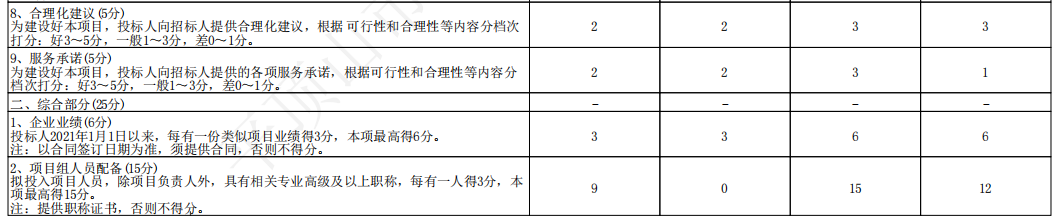 8、合理化建议(5分)
为建设好本项目，投标人向招标人提供合理化建议，根据 可行性和合理性等内容分档次 2 2 3 3
打分：好3～5分，一般1～3分，差0～1分。
9、服务承诺(5分)
为建设好本项目，投标人向招标人提供的各项服务承诺，根据可行性和合理性等内容分 2 2 3 1
档次打分：好3～5分，一般1～3分，差0～1分。
二、综合部分(25分) － － － －
1、企业业绩(6分)
投标人2021年1月1日以来，每有一份类似项目业绩得3分，本项最高得6分。 3 3 6 6
注：以合同签订日期为准，须提供合同，否则不得分。
2、项目组人员配备(15分)
拟投入项目人员，除项目负责人外，具有相关专业高级及以上职称，每有一人得3分，本 9 0 15 12
项最高得15分。
注：提供职称证书，否则不得分。